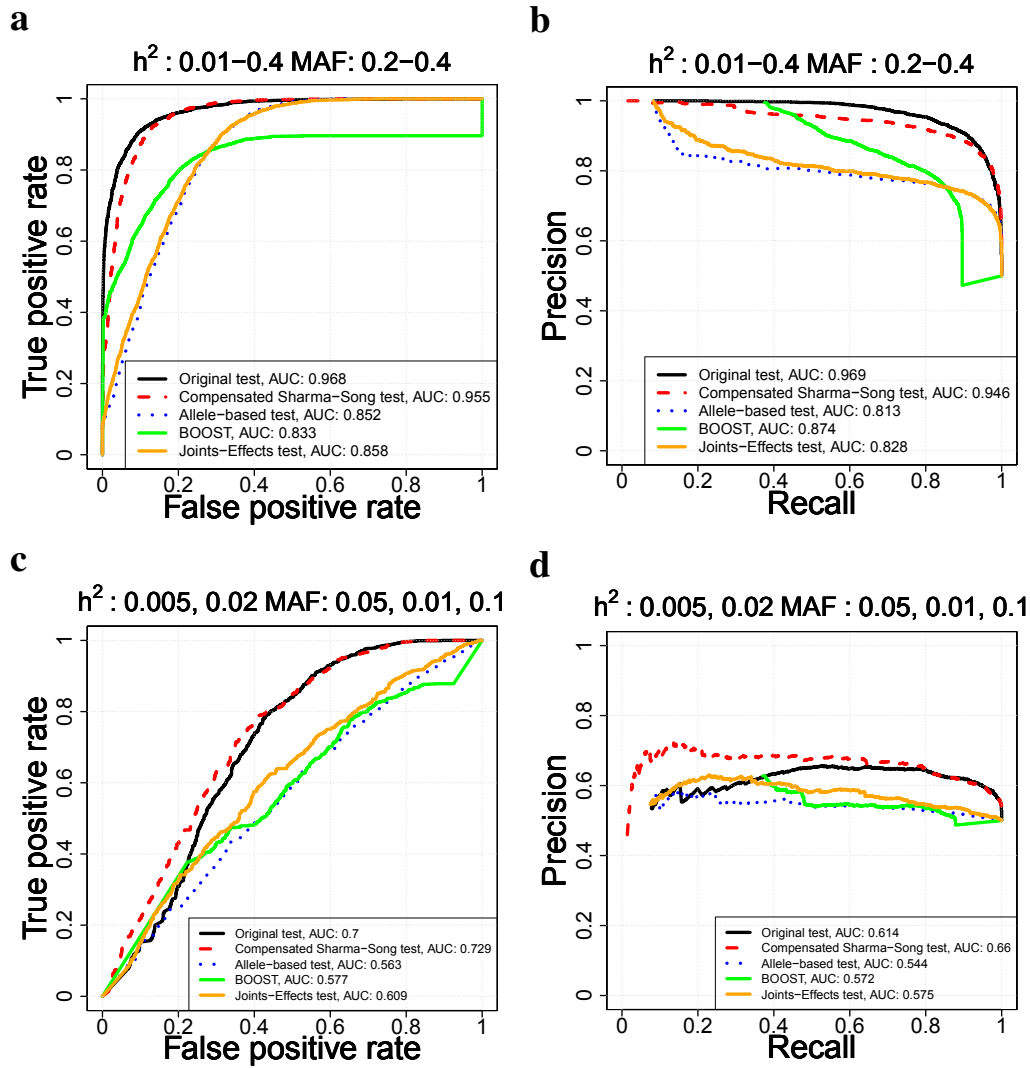 a
h² : 0.01−0.4 MAF: 0.2−0.4
True positive rate
0 0.2 0.4 0.6 0.8 1
Original test, AUC: 0.968
Compensated Sharma−Song test, AUC: 0.955
Allele−based test, AUC: 0.852
BOOST, AUC: 0.833
Joints−Effects test, AUC: 0.858
0 0.2 0.4 0.6 0.8 1
False positive rate
b
h² : 0.01−0.4 MAF : 0.2−0.4
Precision
0 0.2 0.4 0.6 0.8 1
Original test, AUC: 0.969
Compensated Sharma−Song test, AUC: 0.946
Allele−based test, AUC: 0.813
BOOST, AUC: 0.874
Joints−Effects test, AUC: 0.828
0 0.2 0.4 0.6 0.8 1
Recall
c
h² : 0.005, 0.02 MAF: 0.05, 0.01, 0.1
True positive rate
0 0.2 0.4 0.6 0.8 1
Original test, AUC: 0.7
Compensated Sharma−Song test, AUC: 0.729
Allele−based test, AUC: 0.563
BOOST, AUC: 0.577
Joints−Effects test, AUC: 0.609
0 0.2 0.4 0.6 0.8 1
False positive rate
d
h² : 0.005, 0.02 MAF : 0.05, 0.01, 0.1
Precision
0 0.2 0.4 0.6 0.8 1
Original test, AUC: 0.614
Compensated Sharma−Song test, AUC: 0.66
Allele−based test, AUC: 0.544
BOOST, AUC: 0.572
Joints−Effects test, AUC: 0.575
0 0.2 0.4 0.6 0.8 1
Recall